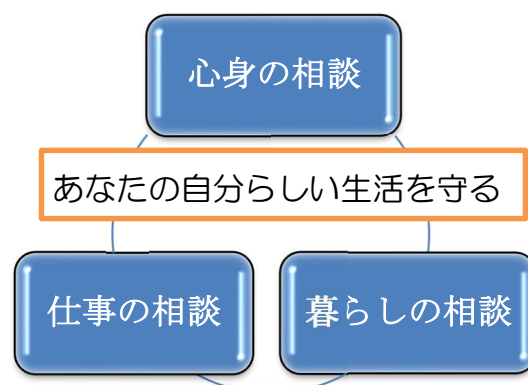 心身の相談
あなたの自分らしい生活を守る
仕事の相談
暮らしの相談